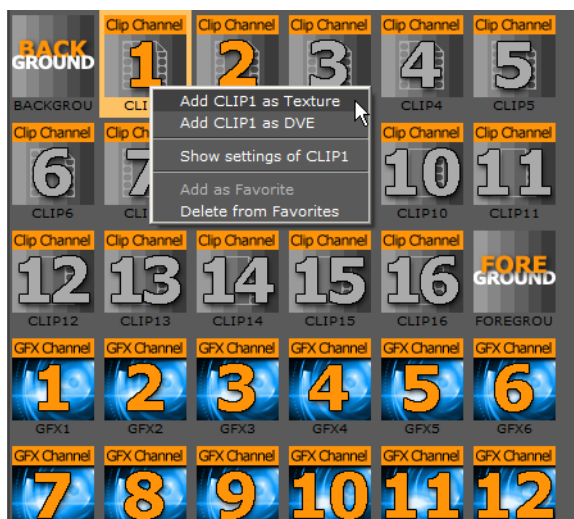 Clip Channel Clip Channel Clip Channel Clip Channel Clip Channel
BACK
GROUND 1 2 3 4 5
BACKGROU CLI CLIP4 CLIP5
Add CLIP1 as Texture
Add CLIP1 as DVE
Show settings of CLIP1
Add as Favorite
Delete from Favorites
Clip Channel Clip Ch Clip Channel
6 7 10 11
CLIP6 CLI CLIP10 CLIP11
Clip Channel Clip Channel Clip Channel Clip Channel Clip Channel
12 13 14 15 16 FORE
GROUND
CLIP12 CLIP13 CLIP14 CLIP15 CLIP16 FOREGROU
GFX Channel GFX Channel GFX Channel GFX Channel GFX Channel GFX Channel
1 2 3 4 5 6
GFX1 GFX2 GFX3 GFX4 GFX5 GFX6
GFX Channel GFX Channel GFX Channel GFX Channel GFX Channel GFX Channel
7 8 9 10 11 12